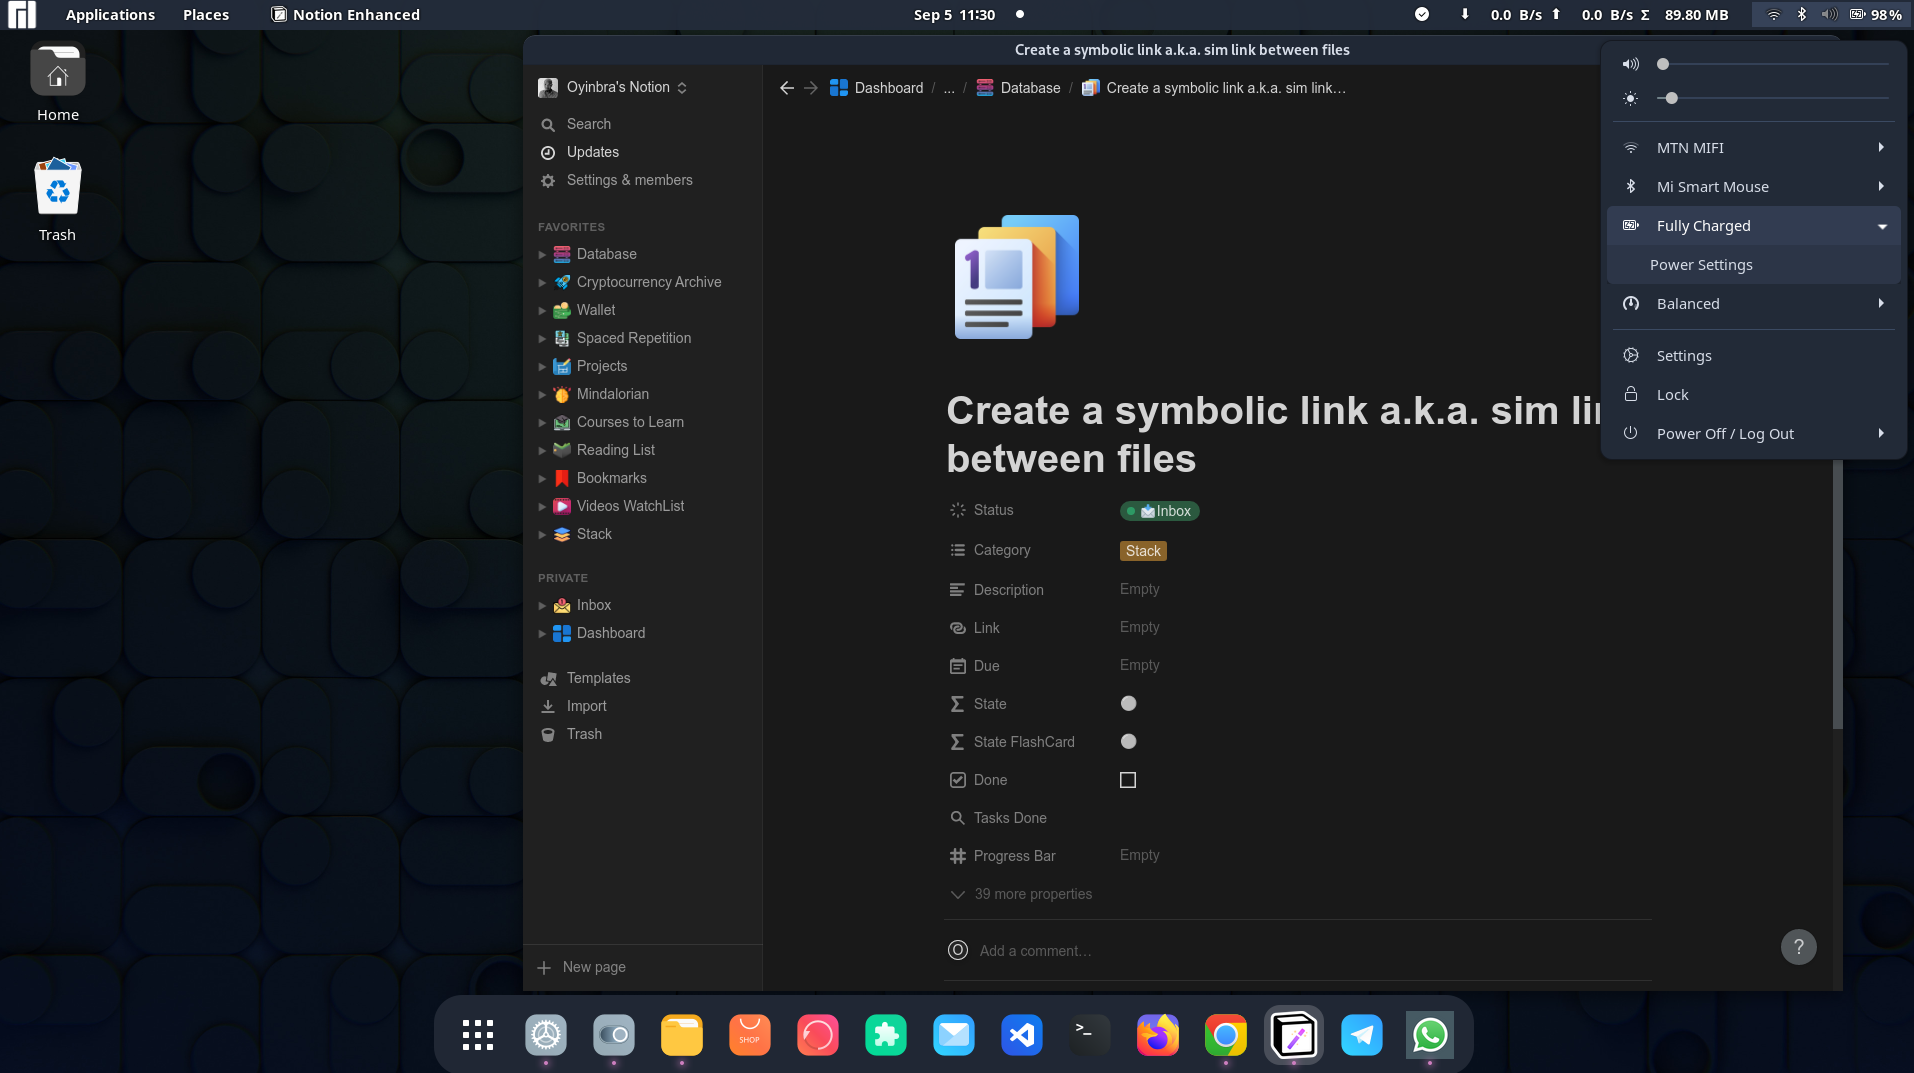 Applications Places Notion Enhanced Sep 5 11:30 0.0 B/s 0.0 B/s Σ 89.80 MB 98%
Home
Trash
Create a symbolic link a.k.a. sim link between files
Oyinbra's Notion
Search
Updates
Settings & members
FAVORITES
Database
Cryptocurrency Archive
Wallet
Spaced Repetition
Projects
Mindalorian
Courses to Learn
Reading List
Bookmarks
Videos WatchList
Stack
PRIVATE
Inbox
Dashboard
Templates
Import
Trash
New page
Dashboard / ... / Database / Create a symbolic link a.k.a. sim link...
1
Create a symbolic link a.k.a. sim li
between files
Status Inbox
Category Stack
Description Empty
Link Empty
Due Empty
State
State FlashCard
Done
Tasks Done
Progress Bar Empty
39 more properties
O Add a comment...
?
MTN MIFI
Mi Smart Mouse
Fully Charged
Power Settings
Balanced
Settings
Lock
Power Off / Log Out
SHOP
>_